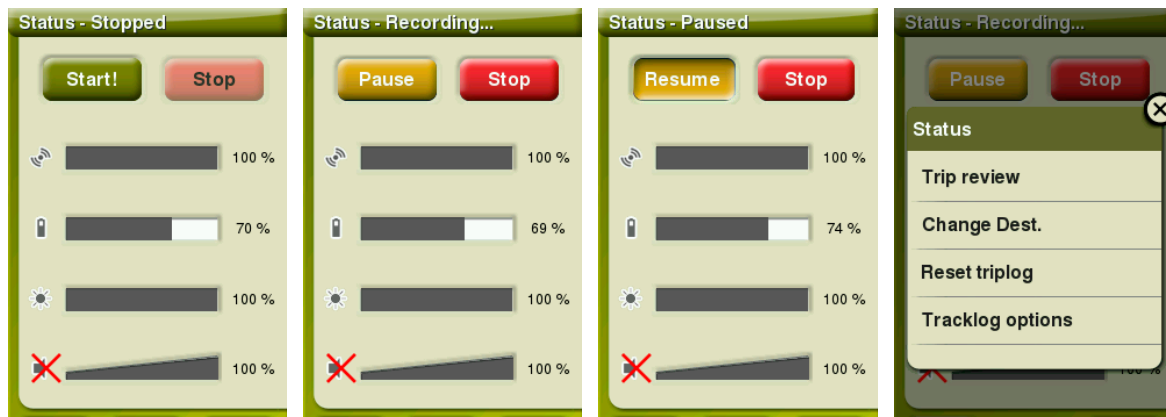 Status - Stopped
Start! Stop
100 %
70 %
100 %
100 %
Status - Recording...
Pause Stop
100 %
69 %
100 %
100 %
Status - Paused
Resume Stop
100 %
74 %
100 %
100 %
Status - Recording...
Pause Stop
Status
Trip review
Change Dest.
Reset triplog
Tracklog options
100 %